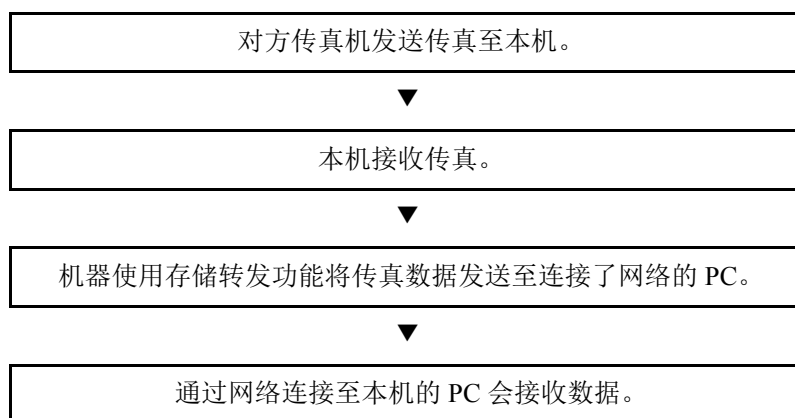 对方传真机发送传真至本机。
本机接收传真。
机器使用存储转发功能将传真数据发送至连接了网络的 PC。
通过网络连接至本机的 PC 会接收数据。